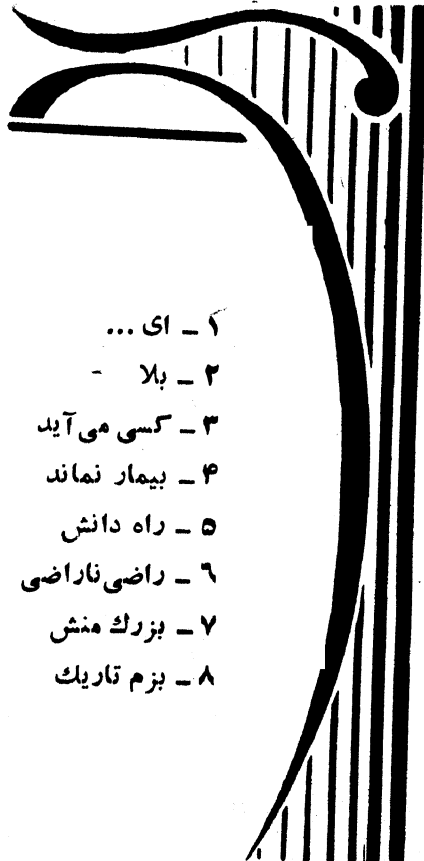 ۱ ـ ای ...
۲ ـ بلا
۳ ـ کسی می‌آید
۴ ـ بیمار نماند
۵ ـ راه دانش
۶ ـ راضی ناراضی
۷ ـ بزرك منش
۸ ـ بزم تاریك